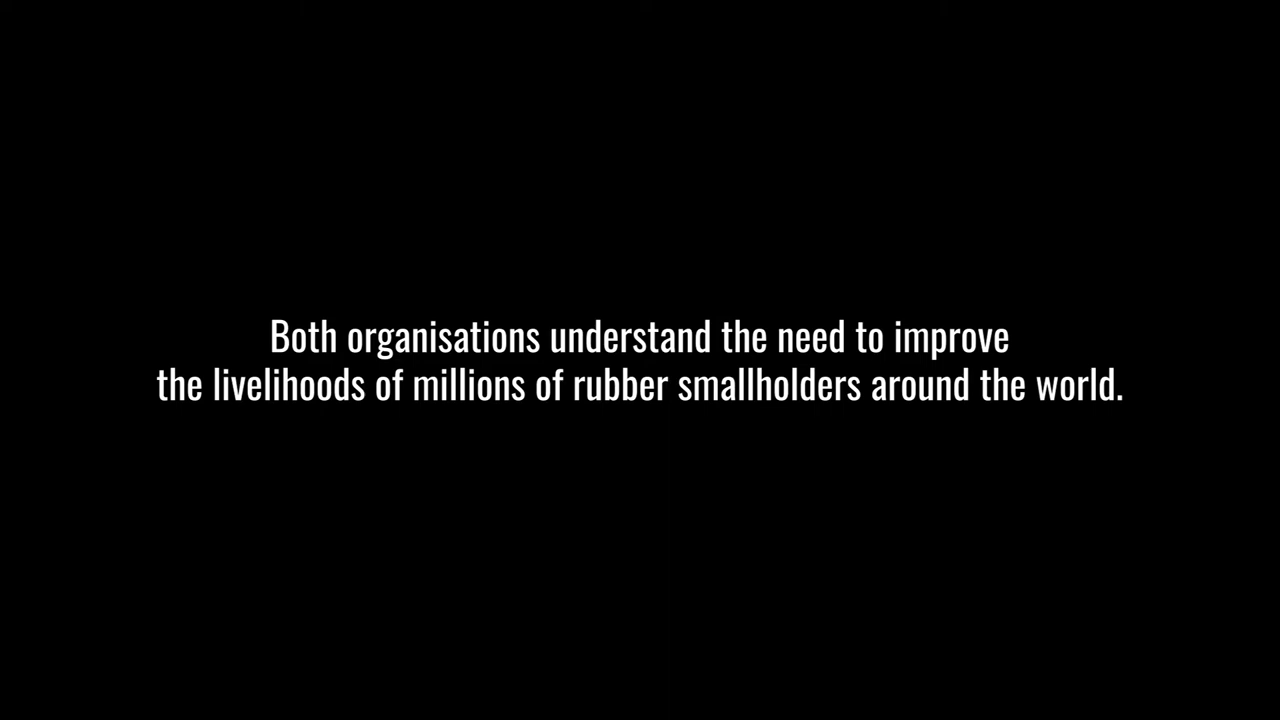 Both organisations understand the need to improve
the livelihoods of millions of rubber smallholders around the world.